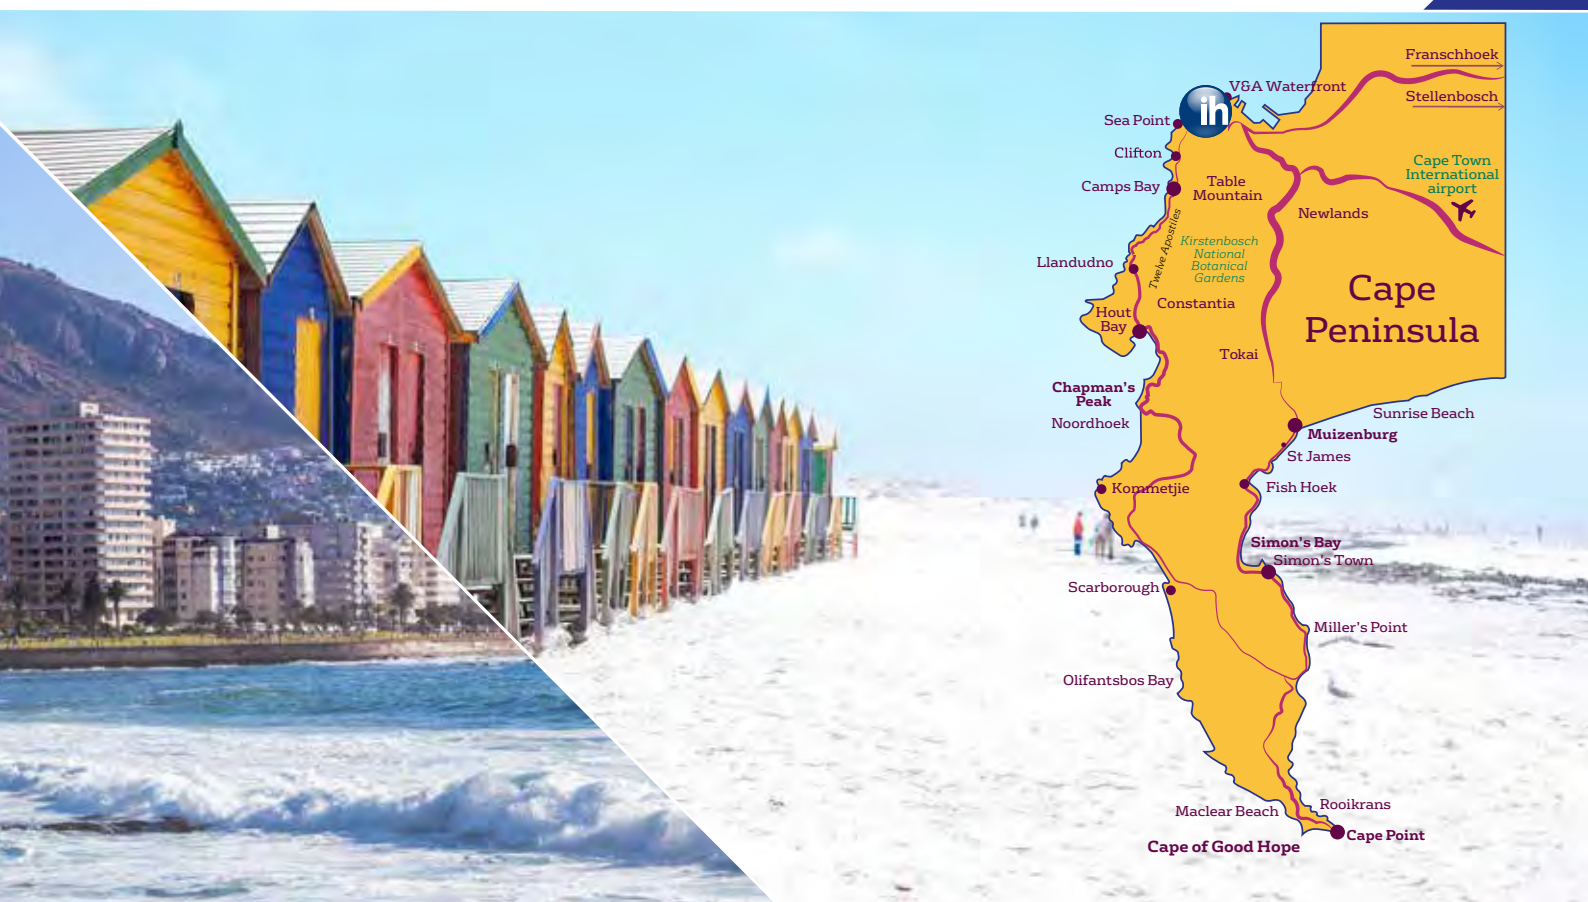 Franschhoek
V&A Waterfront
Stellenbosch
ih
Sea Point
Clifton
Cape Town
International
airport
Camps Bay
Table
Mountain
Newlands
Twelve Apostles
Kirstenbosch
National
Botanical
Gardens
Llandudno
Cape
Peninsula
Constantia
Hout
Bay
Tokai
Chapman's
Peak
Noordhoek
Sunrise Beach
Muizenburg
St James
Kommetjie
Fish Hoek
Simon's Bay
Simon's Town
Scarborough
Miller's Point
Olifantsbos Bay
Rooikrans
Maclear Beach
Cape Point
Cape of Good Hope